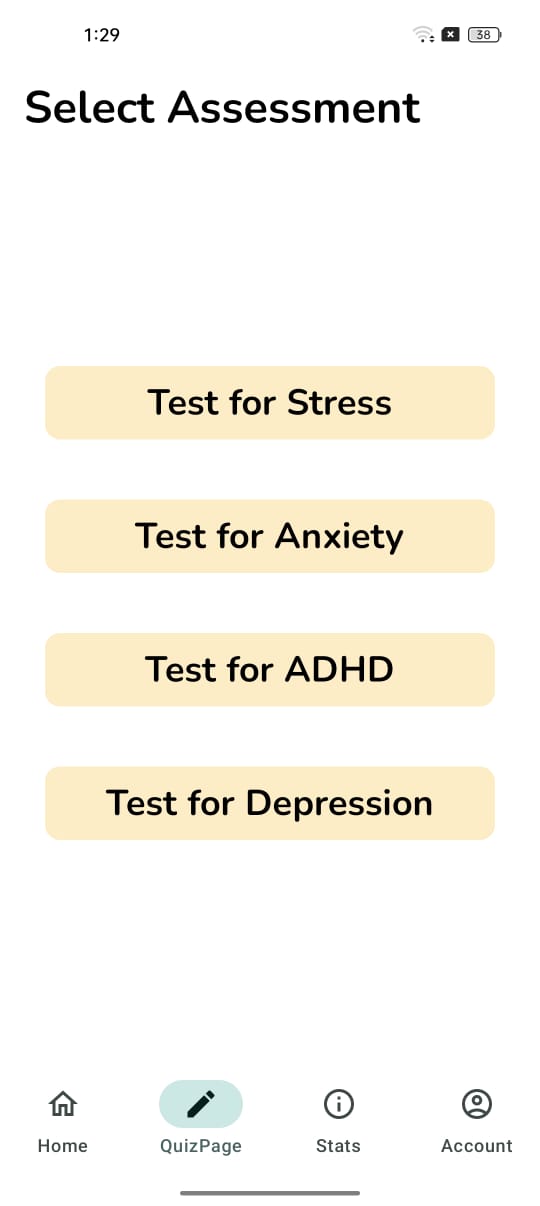 1:29
38
Select Assessment
Test for Stress
Test for Anxiety
Test for ADHD
Test for Depression
Home
QuizPage
Stats
Account